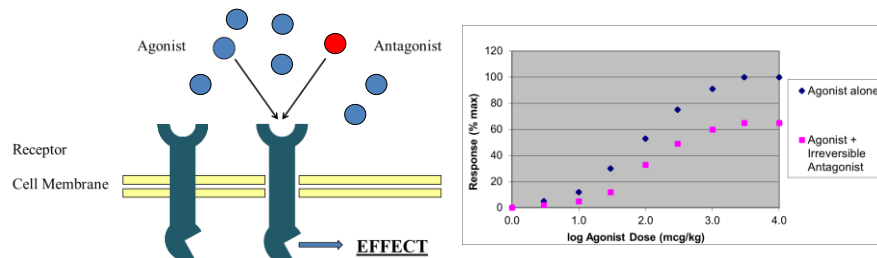 Agonist
Antagonist
Receptor
Cell Membrane
EFFECT
Response (% max)
120
100
80
60
40
20
0
0.0 1.0 2.0 3.0 4.0
log Agonist Dose (mcg/kg)
Agonist alone
Agonist +
Irreversible
Antagonist